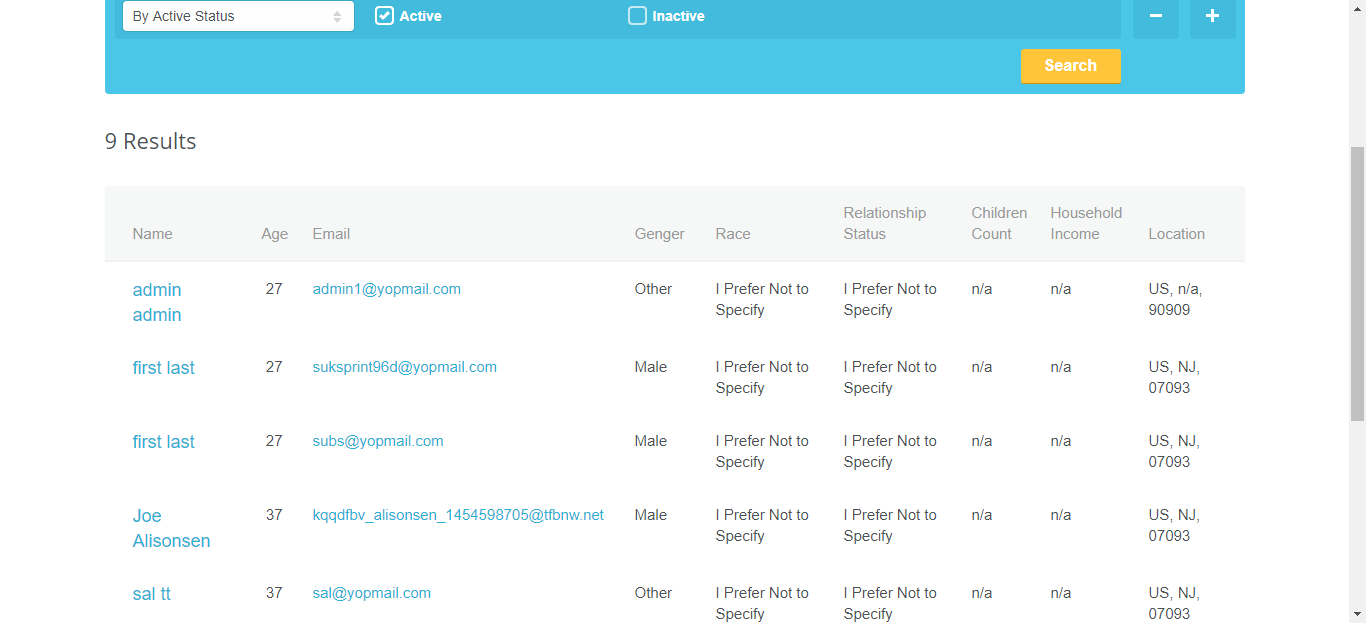 By Active Status Active Inactive − +
Search
9 Results
Relationship Children Household
Name Age Email Genger Race Status Count Income Location
admin 27 admin1@yopmail.com Other I Prefer Not to I Prefer Not to n/a n/a US, n/a,
admin Specify Specify 90909
first last 27 suksprint96d@yopmail.com Male I Prefer Not to I Prefer Not to n/a n/a US, NJ,
Specify Specify 07093
first last 27 subs@yopmail.com Male I Prefer Not to I Prefer Not to n/a n/a US, NJ,
Specify Specify 07093
Joe 37 kqqdfbv_alisonsen_1454598705@tfbnw.net Male I Prefer Not to I Prefer Not to n/a n/a US, NJ,
Alisonsen Specify Specify 07093
sal tt 37 sal@yopmail.com Other I Prefer Not to I Prefer Not to n/a n/a US, NJ,
Specify Specify 07093